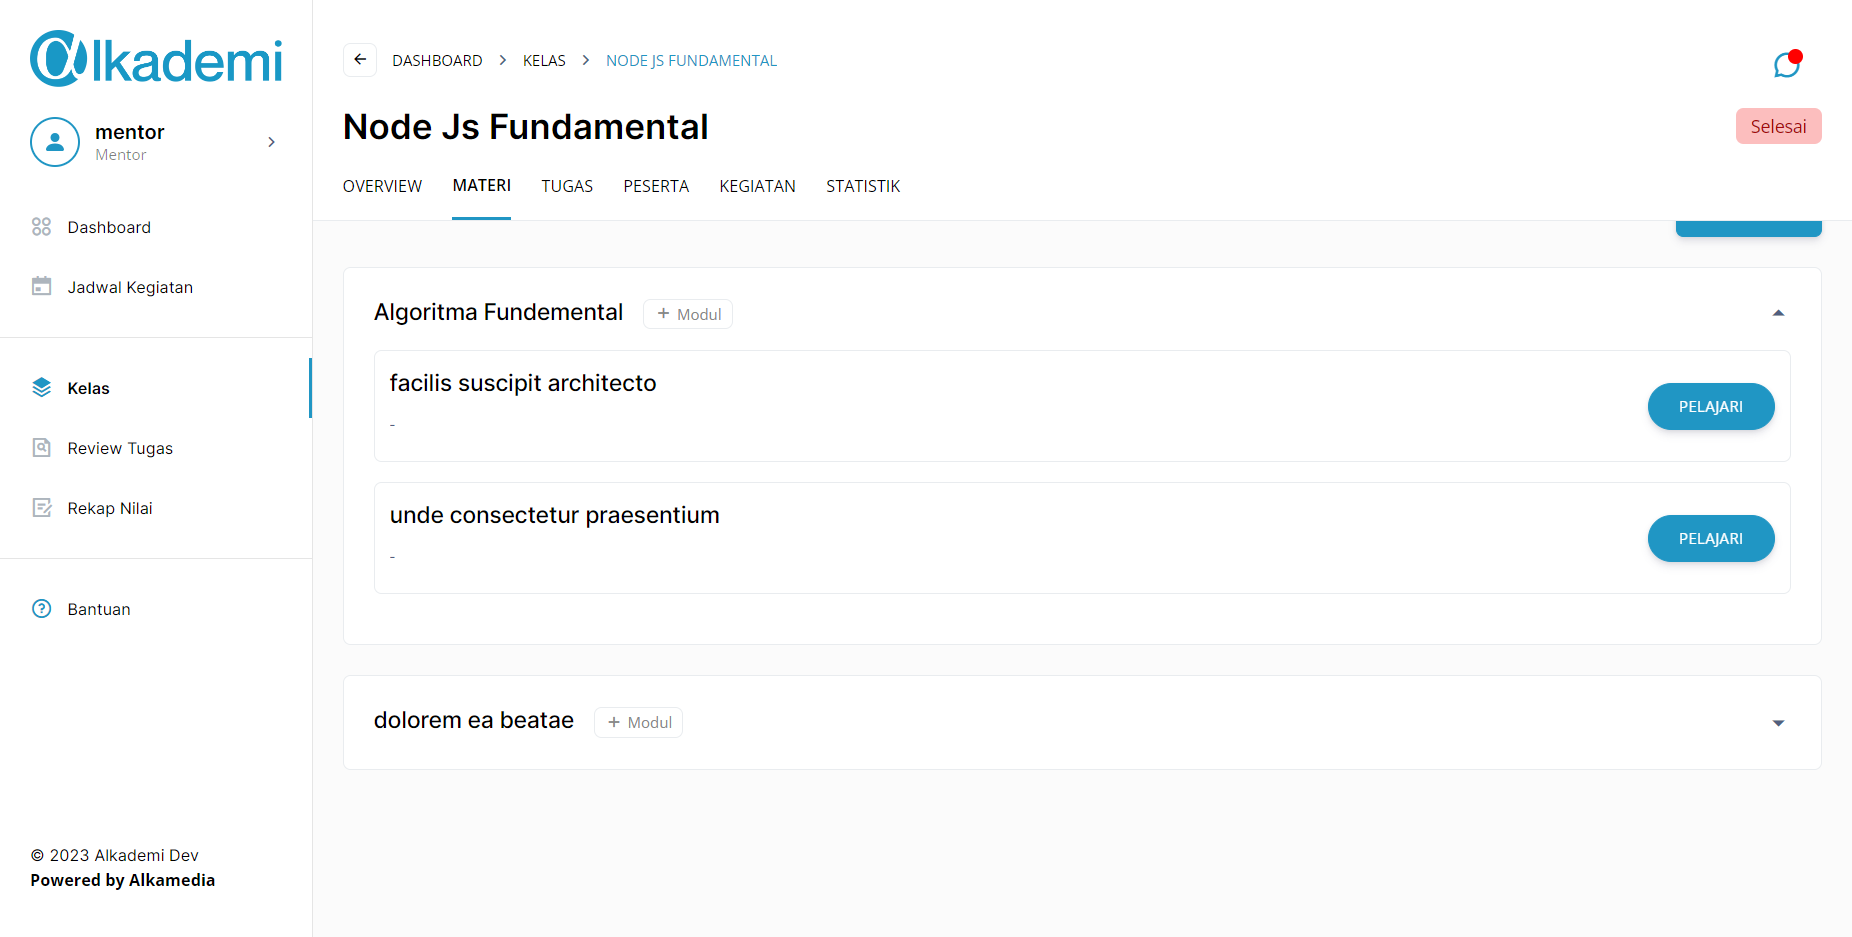 alkademi
mentor
Mentor
Dashboard
Jadwal Kegiatan
Kelas
Review Tugas
Rekap Nilai
Bantuan
© 2023 Alkademi Dev
Powered by Alkamedia
DASHBOARD > KELAS > NODE JS FUNDAMENTAL
Node Js Fundamental
Selesai
OVERVIEW MATERI TUGAS PESERTA KEGIATAN STATISTIK
Algoritma Fundemental + Modul
facilis suscipit architecto
-
PELAJARI
unde consectetur praesentium
-
PELAJARI
dolorem ea beatae + Modul